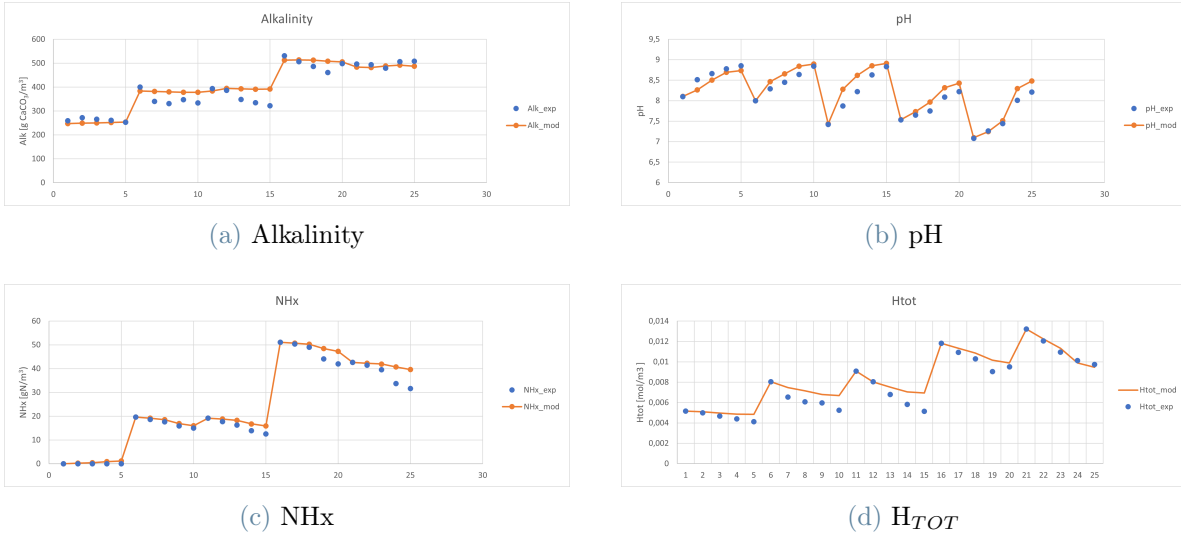 Alkalinity
600
500
400
300
200
100
0
0 5 10 15 20 25 30
Alk [g CaCO3/m³]
Alk_exp
Alk_mod
(a) Alkalinity
pH
9,5
9
8,5
8
7,5
7
6,5
6
0 5 10 15 20 25 30
pH
pH_exp
pH_mod
(b) pH
NHx
60
50
40
30
20
10
0
0 5 10 15 20 25 30
NHx [gN/m³]
NHx_exp
NHx_mod
(c) NHx
Htot
0,014
0,012
0,01
0,008
0,006
0,004
0,002
0
1 2 3 4 5 6 7 8 9 10 11 12 13 14 15 16 17 18 19 20 21 22 23 24 25
Htot [mol/m3 ]
Htot_mod
Htot_exp
(d) H_TOT